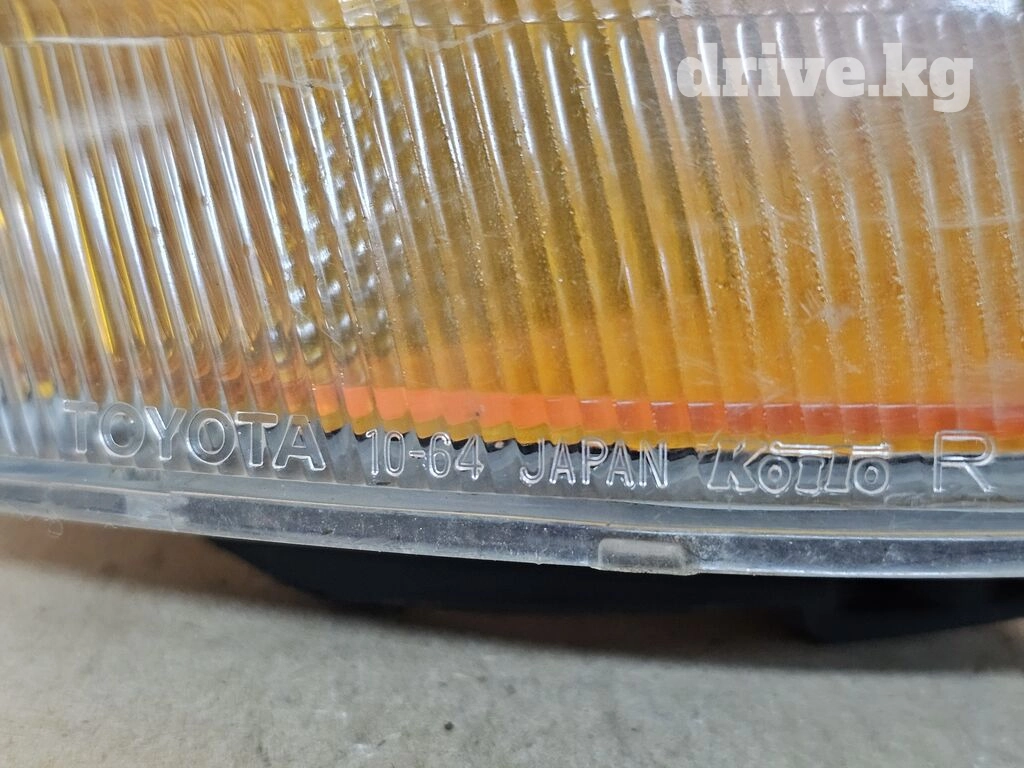 drive.kg
TOYOTA 10-64 JAPAN Koito R